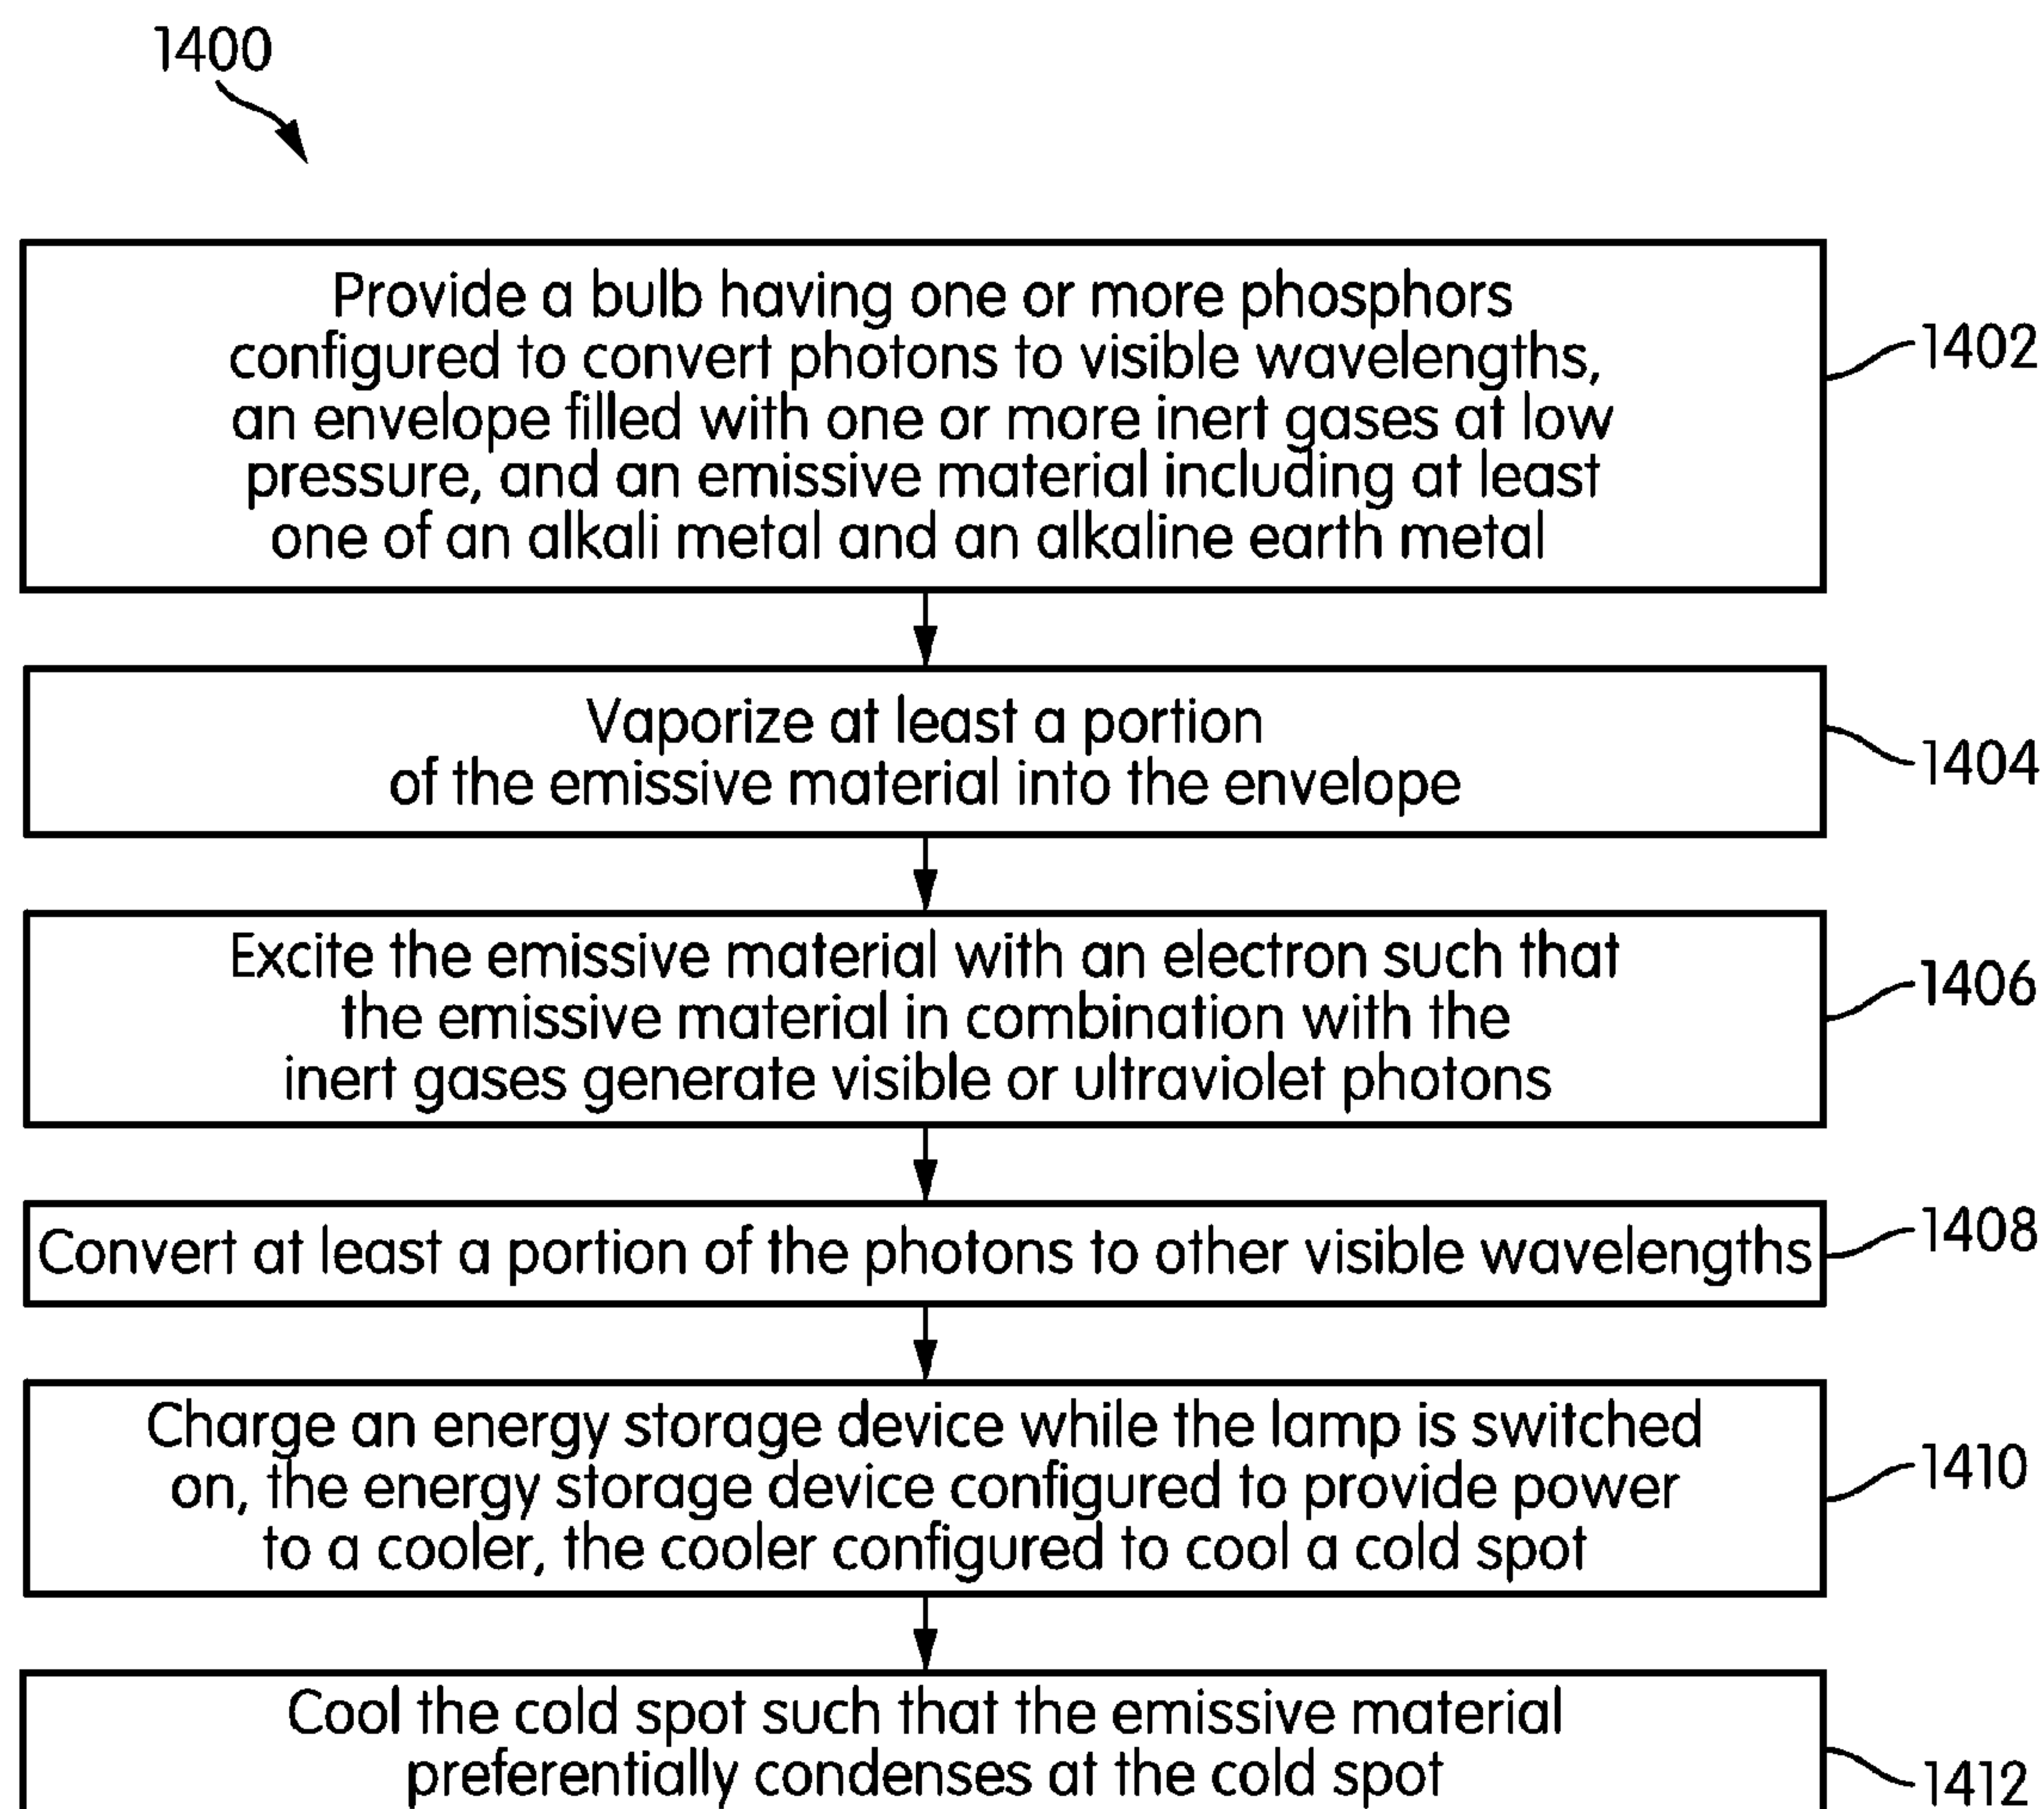 1400
Provide a bulb having one or more phosphors
configured to convert photons to visible wavelengths,
an envelope filled with one or more inert gases at low
pressure, and an emissive material including at least
one of an alkali metal and an alkaline earth metal
1402
Vaporize at least a portion
of the emissive material into the envelope
1404
Excite the emissive material with an electron such that
the emissive material in combination with the
inert gases generate visible or ultraviolet photons
1406
Convert at least a portion of the photons to other visible wavelengths
1408
Charge an energy storage device while the lamp is switched
on, the energy storage device configured to provide power
to a cooler, the cooler configured to cool a cold spot
1410
Cool the cold spot such that the emissive material
preferentially condenses at the cold spot
1412